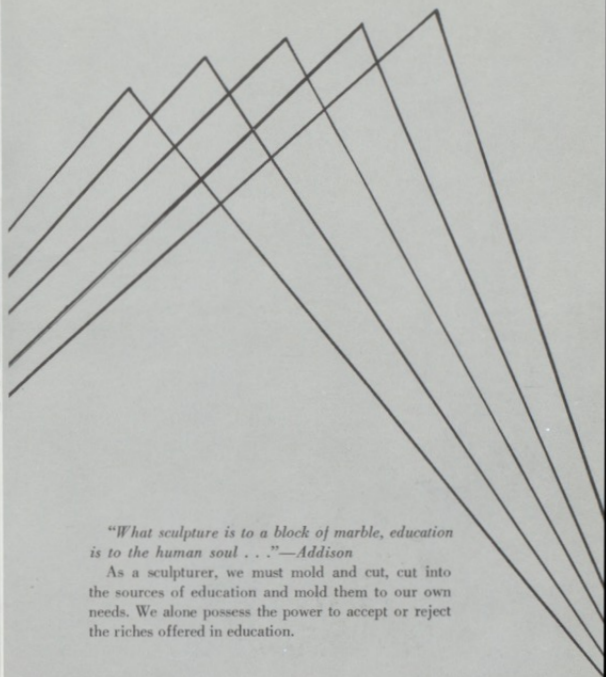 “What sculpture is to a block of marble, education
is to the human soul . . .”—Addison
As a sculpturer, we must mold and cut, cut into
the sources of education and mold them to our own
needs. We alone possess the power to accept or reject
the riches offered in education.